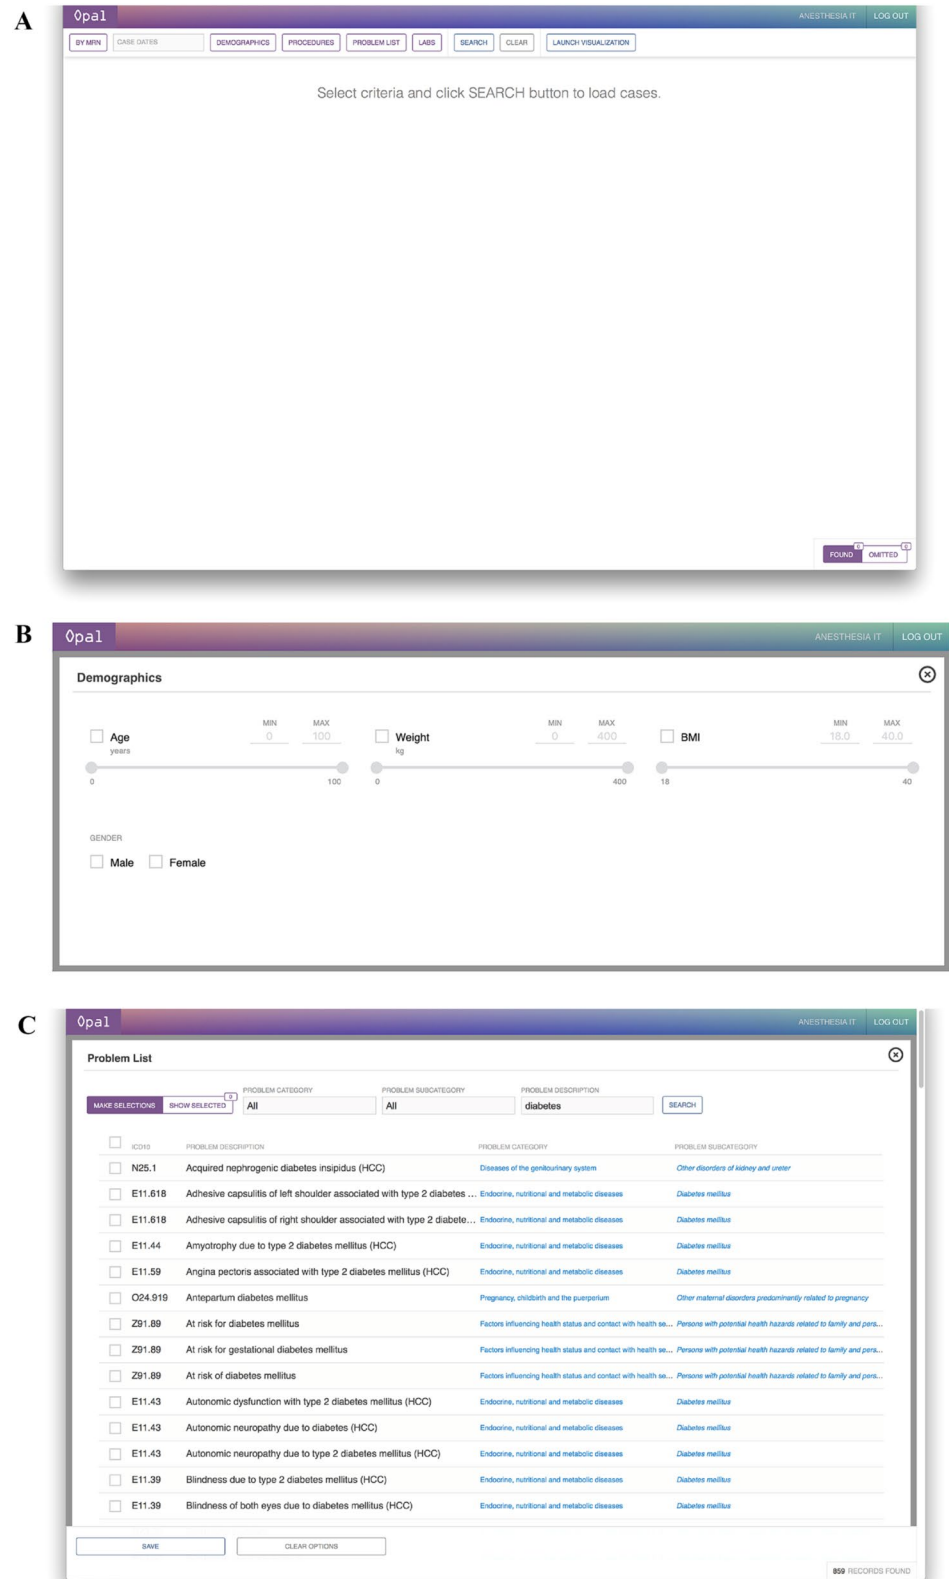 A
Opal ANESTHESIA IT LOG OUT
BY MRN CASE DATES DEMOGRAPHICS PROCEDURES PROBLEM LIST LABS SEARCH CLEAR LAUNCH VISUALIZATION
Select criteria and click SEARCH button to load cases.
0 0
FOUND OMITTED
B
Opal ANESTHESIA IT LOG OUT
Demographics
MIN MAX MIN MAX MIN MAX
Age 0 100 Weight 0 400 BMI 18.0 40.0
years kg
0 100 0 400 18 40
GENDER
Male Female
C
Opal ANESTHESIA IT LOG OUT
Problem List
PROBLEM CATEGORY PROBLEM SUBCATEGORY PROBLEM DESCRIPTION
0
MAKE SELECTIONS SHOW SELECTED All All diabetes SEARCH
ICD10 PROBLEM DESCRIPTION PROBLEM CATEGORY PROBLEM SUBCATEGORY
N25.1 Acquired nephrogenic diabetes insipidus (HCC) Diseases of the genitourinary system Other disorders of kidney and ureter
E11.618 Adhesive capsulitis of left shoulder associated with type 2 diabetes ... Endocrine, nutritional and metabolic diseases Diabetes mellitus
E11.618 Adhesive capsulitis of right shoulder associated with type 2 diabete... Endocrine, nutritional and metabolic diseases Diabetes mellitus
E11.44 Amyotrophy due to type 2 diabetes mellitus (HCC) Endocrine, nutritional and metabolic diseases Diabetes mellitus
E11.59 Angina pectoris associated with type 2 diabetes mellitus (HCC) Endocrine, nutritional and metabolic diseases Diabetes mellitus
O24.919 Antepartum diabetes mellitus Pregnancy, childbirth and the puerperium Other maternal disorders predominantly related to pregnancy
Z91.89 At risk for diabetes mellitus Factors influencing health status and contact with health se... Persons with potential health hazards related to family and pers...
Z91.89 At risk for gestational diabetes mellitus Factors influencing health status and contact with health se... Persons with potential health hazards related to family and pers...
Z91.89 At risk of diabetes mellitus Factors influencing health status and contact with health se... Persons with potential health hazards related to family and pers...
E11.43 Autonomic dysfunction with type 2 diabetes mellitus (HCC) Endocrine, nutritional and metabolic diseases Diabetes mellitus
E11.43 Autonomic neuropathy due to diabetes (HCC) Endocrine, nutritional and metabolic diseases Diabetes mellitus
E11.43 Autonomic neuropathy due to type 2 diabetes mellitus (HCC) Endocrine, nutritional and metabolic diseases Diabetes mellitus
E11.39 Blindness due to type 2 diabetes mellitus (HCC) Endocrine, nutritional and metabolic diseases Diabetes mellitus
E11.39 Blindness of both eyes due to diabetes mellitus (HCC) Endocrine, nutritional and metabolic diseases Diabetes mellitus
SAVE CLEAR OPTIONS
859 RECORDS FOUND